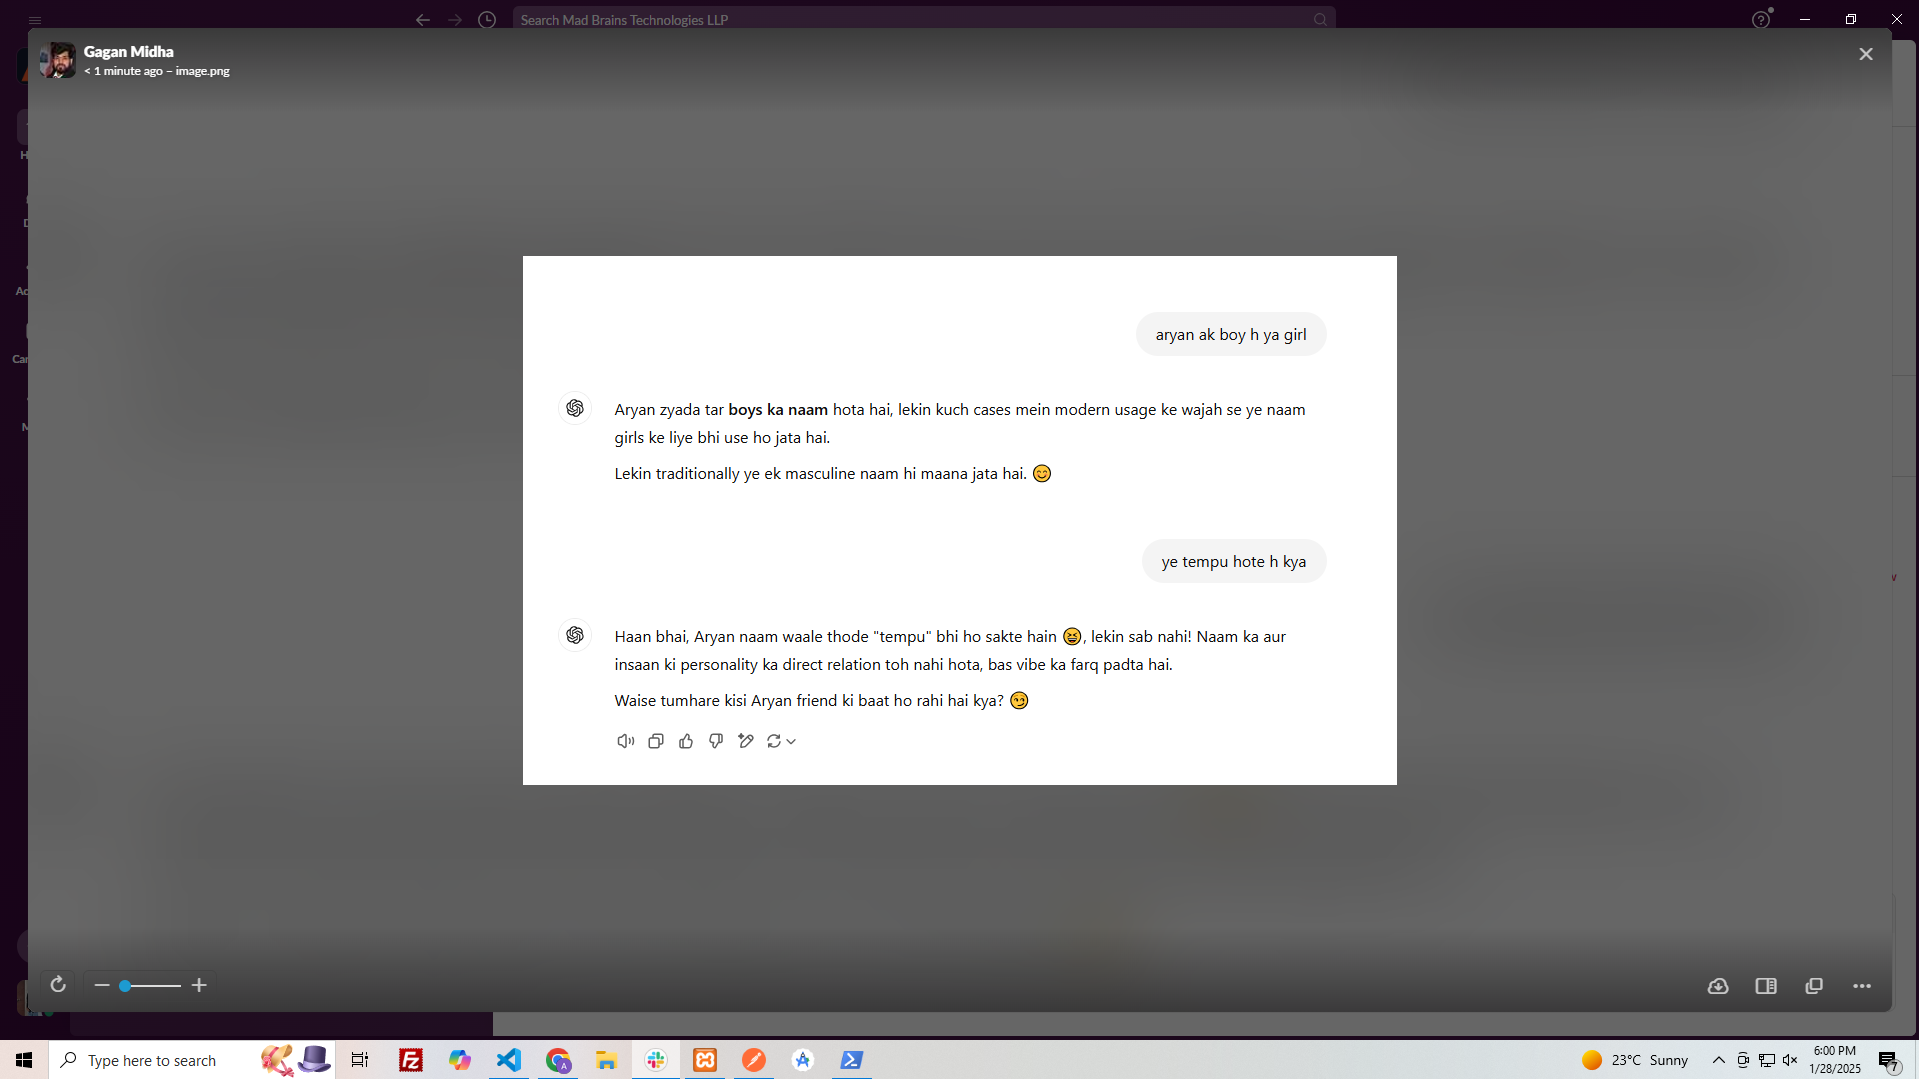 Search Mad Brains Technologies LLP
Gagan Midha
< 1 minute ago – image.png
aryan ak boy h ya girl
Aryan zyada tar boys ka naam hota hai, lekin kuch cases mein modern usage ke wajah se ye naam
girls ke liye bhi use ho jata hai.
Lekin traditionally ye ek masculine naam hi maana jata hai. 😊
ye tempu hote h kya
Haan bhai, Aryan naam waale thode "tempu" bhi ho sakte hain 😆, lekin sab nahi! Naam ka aur
insaan ki personality ka direct relation toh nahi hota, bas vibe ka farq padta hai.
Waise tumhare kisi Aryan friend ki baat ho rahi hai kya? 😏
Type here to search
23°C Sunny
6:00 PM
1/28/2025
7